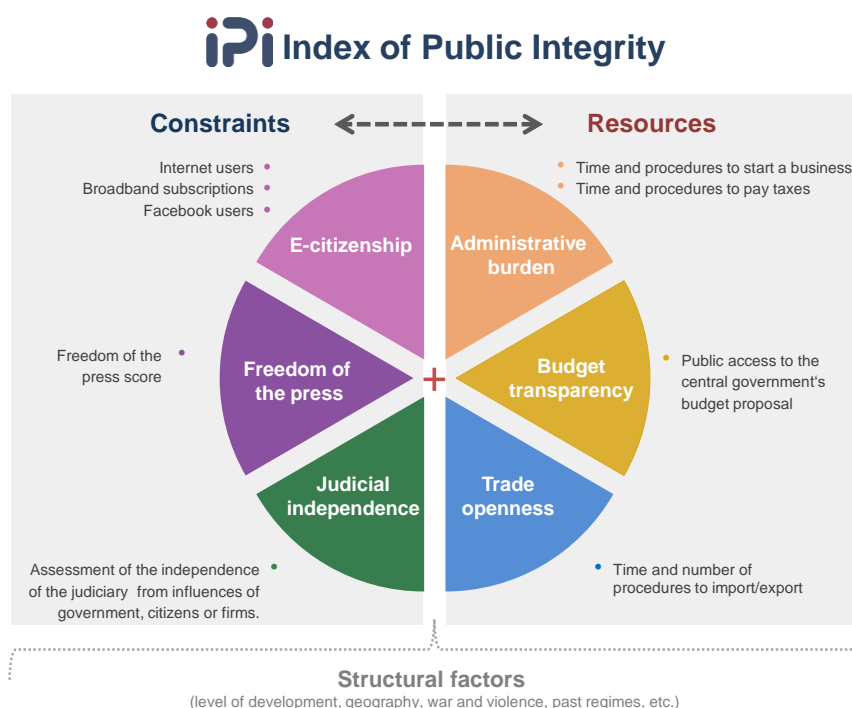 iPi Index of Public Integrity
Constraints
Resources
Internet users
Broadband subscriptions
Facebook users
Time and procedures to start a business
Time and procedures to pay taxes
E-citizenship
Administrative
burden
Freedom of the
press score
Freedom of
the press
+
Budget
transparency
Public access to the
central government‘s
budget proposal
Judicial
independence
Trade
openness
Assessment of the independence
of the judiciary from influences of
government, citizens or firms.
Time and number of
procedures to import/export
Structural factors
(level of development, geography, war and violence, past regimes, etc.)